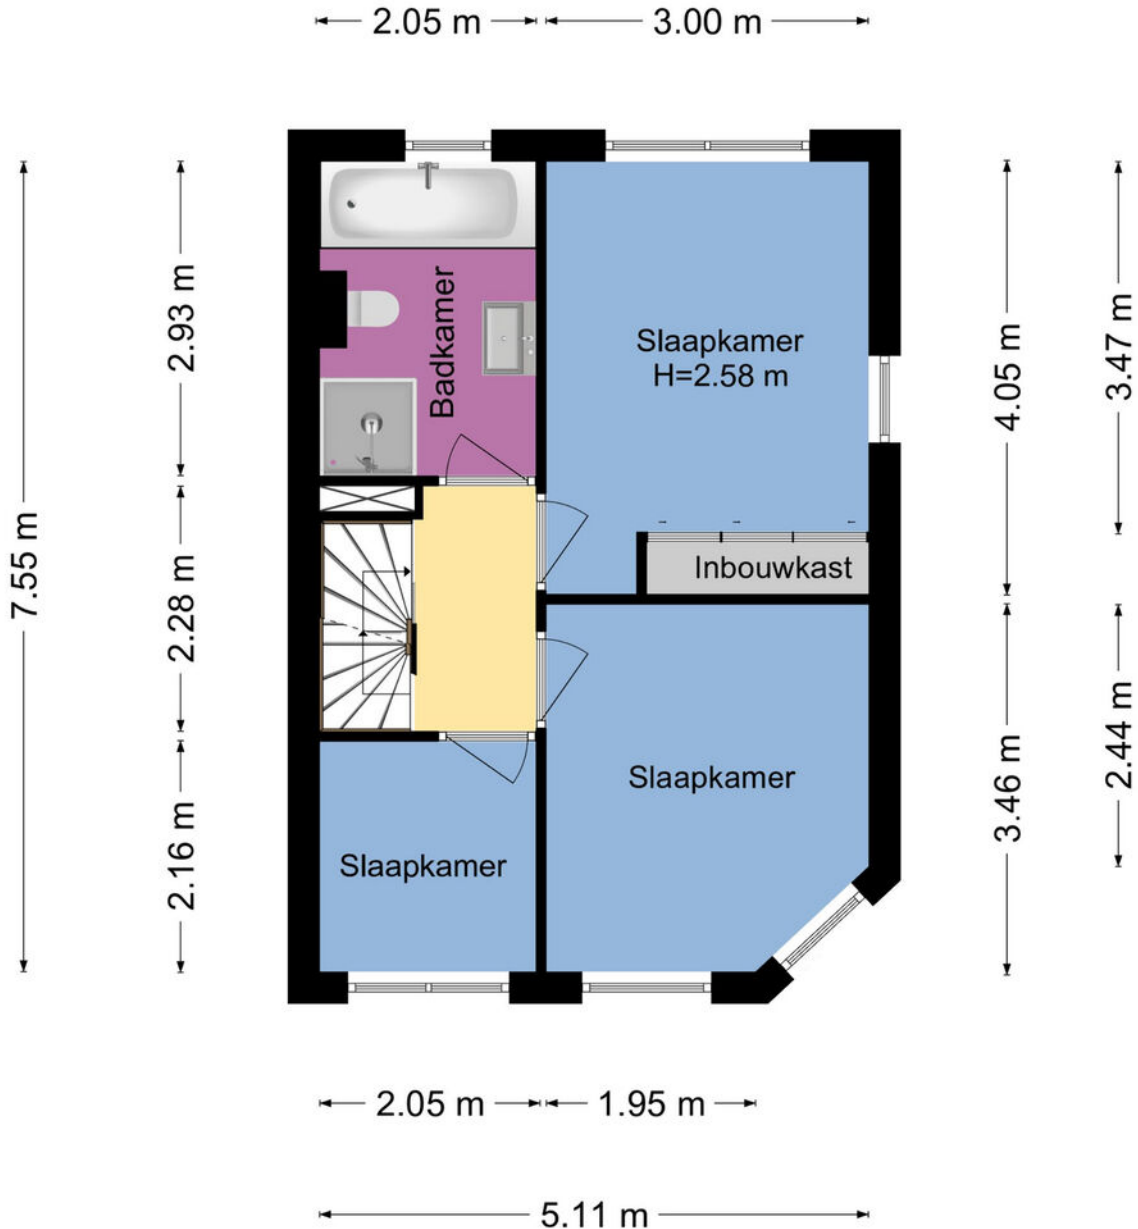 2.05 m
3.00 m
2.93 m
Badkamer
Slaapkamer
H=2.58 m
4.05 m
3.47 m
7.55 m
2.28 m
Inbouwkast
2.16 m
Slaapkamer
Slaapkamer
3.46 m
2.44 m
2.05 m
1.95 m
5.11 m